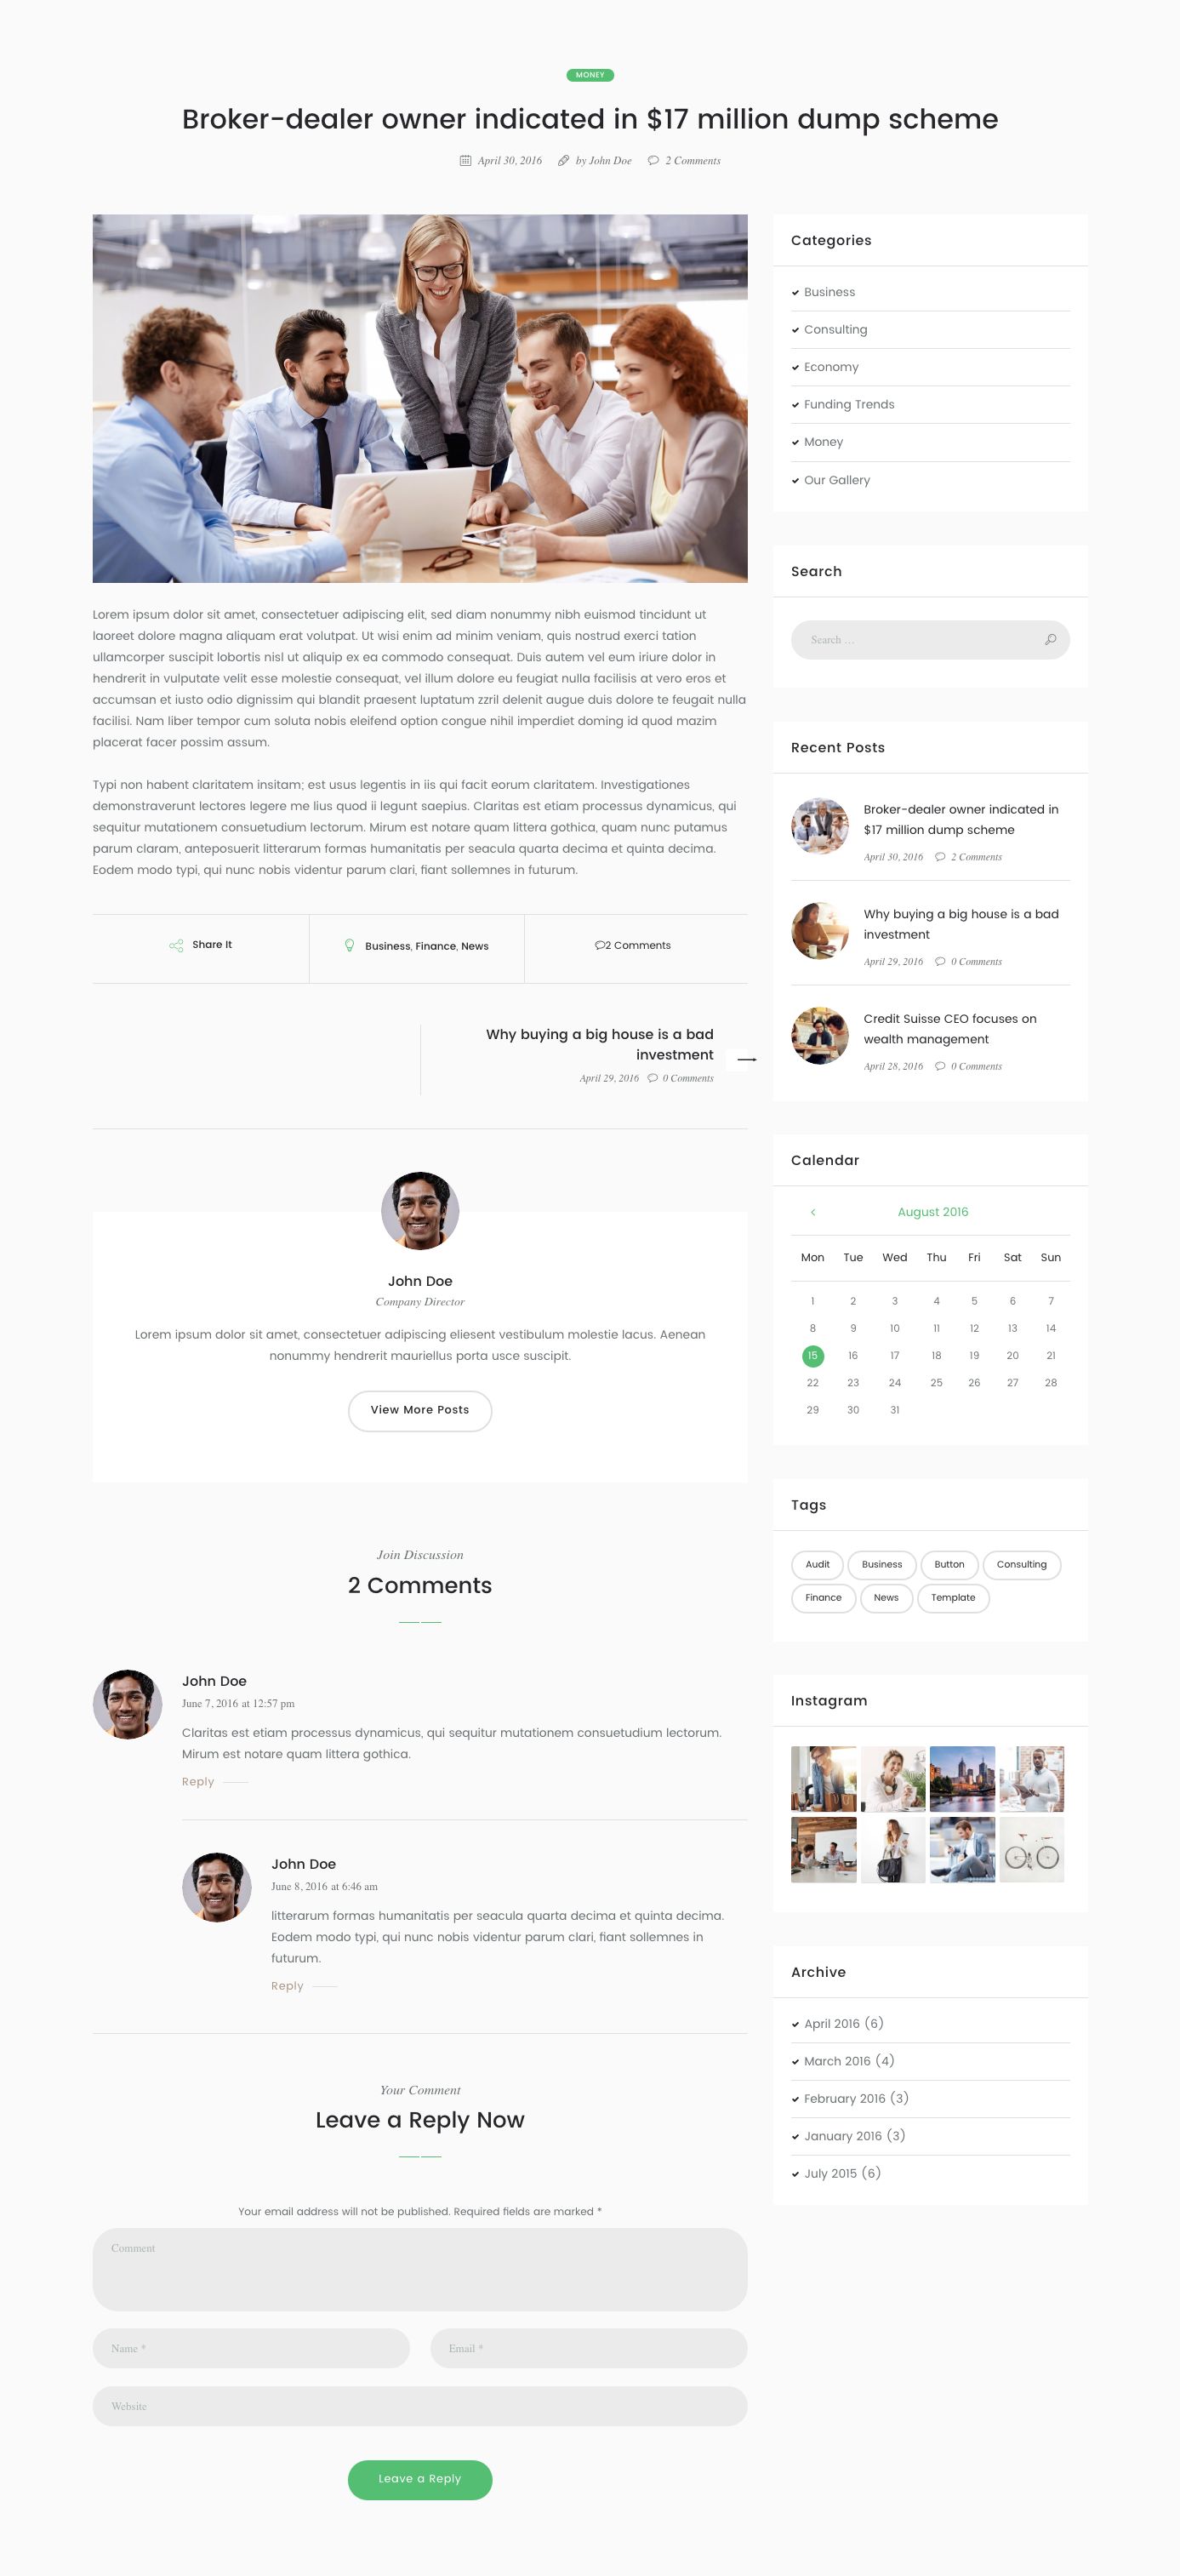 MONEY
Broker-dealer owner indicated in $17 million dump scheme
April 30, 2016 by John Doe 2 Comments
Lorem ipsum dolor sit amet, consectetuer adipiscing elit, sed diam nonummy nibh euismod tincidunt ut
laoreet dolore magna aliquam erat volutpat. Ut wisi enim ad minim veniam, quis nostrud exerci tation
ullamcorper suscipit lobortis nisl ut aliquip ex ea commodo consequat. Duis autem vel eum iriure dolor in
hendrerit in vulputate velit esse molestie consequat, vel illum dolore eu feugiat nulla facilisis at vero eros et
accumsan et iusto odio dignissim qui blandit praesent luptatum zzril delenit augue duis dolore te feugait nulla
facilisi. Nam liber tempor cum soluta nobis eleifend option congue nihil imperdiet doming id quod mazim
placerat facer possim assum.
Typi non habent claritatem insitam; est usus legentis in iis qui facit eorum claritatem. Investigationes
demonstraverunt lectores legere me lius quod ii legunt saepius. Claritas est etiam processus dynamicus, qui
sequitur mutationem consuetudium lectorum. Mirum est notare quam littera gothica, quam nunc putamus
parum claram, anteposuerit litterarum formas humanitatis per seacula quarta decima et quinta decima.
Eodem modo typi, qui nunc nobis videntur parum clari, fiant sollemnes in futurum.
Share It
Business, Finance, News
2 Comments
Why buying a big house is a bad
investment
April 29, 2016 0 Comments
John Doe
Company Director
Lorem ipsum dolor sit amet, consectetuer adipiscing eliesent vestibulum molestie lacus. Aenean
nonummy hendrerit mauriellus porta usce suscipit.
View More Posts
Join Discussion
2 Comments
John Doe
June 7, 2016 at 12:57 pm
Claritas est etiam processus dynamicus, qui sequitur mutationem consuetudium lectorum.
Mirum est notare quam littera gothica.
Reply
John Doe
June 8, 2016 at 6:46 am
litterarum formas humanitatis per seacula quarta decima et quinta decima.
Eodem modo typi, qui nunc nobis videntur parum clari, fiant sollemnes in
futurum.
Reply
Your Comment
Leave a Reply Now
Your email address will not be published. Required fields are marked *
Comment
Name *
Email *
Website
Leave a Reply
Categories
Business
Consulting
Economy
Funding Trends
Money
Our Gallery
Search
Search …
Recent Posts
Broker-dealer owner indicated in
$17 million dump scheme
April 30, 2016 2 Comments
Why buying a big house is a bad
investment
April 29, 2016 0 Comments
Credit Suisse CEO focuses on
wealth management
April 28, 2016 0 Comments
Calendar
August 2016
Mon Tue Wed Thu Fri Sat Sun
1 2 3 4 5 6 7
8 9 10 11 12 13 14
15 16 17 18 19 20 21
22 23 24 25 26 27 28
29 30 31
Tags
Audit Business Button Consulting
Finance News Template
Instagram
Archive
April 2016 (6)
March 2016 (4)
February 2016 (3)
January 2016 (3)
July 2015 (6)